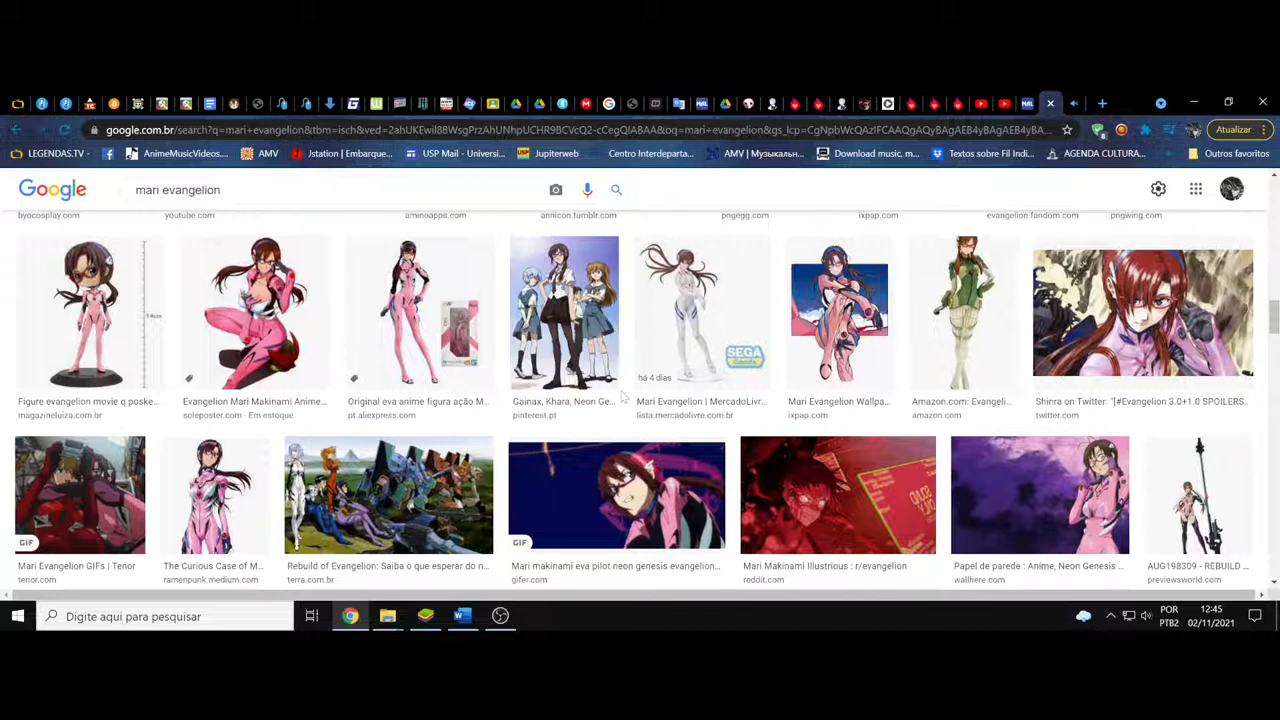 google.com.br/search?q=mari+evangelion&tbm=isch&ved=2ahUKEwil88WsgPrzAhUNhpUCHR9BCVcQ2-cCegQIABAA&oq=mari+evangelion&gs_lcp=CgNpbWcQAzIFCAAQgAQyBAgAEB4yBAgAEB4yBAgAEB4yBAgAEB4yBAgAE...
Atualizar
LEGENDAS.TV -
AnimeMusicVideos....
AMV
Jstation | Embarque...
USP Mail - Universi...
Jupiterweb
Centro Interdeparta...
AMV | Музыкальн...
Download music, m...
Textos sobre Fil Indi...
AGENDA CULTURA...
Outros favoritos
Google
mari evangelion
byocosplay.com
youtube.com
aminoapps.com
annicon.tumblr.com
pngegg.com
ixpap.com
evangelion.fandom.com
pngwing.com
SEGA
há 4 dias
Figure evangelion movie q poske...
Evangelion Mari Makinami Anime...
Original eva anime figura ação M...
Gainax, Khara, Neon Ge...
Mari Evangelion | MercadoLivr...
Mari Evangelion Wallpa...
Amazon.com: Evangeli...
Shinra on Twitter: "[#Evangelion 3.0+1.0 SPOILERS...
magazineluiza.com.br
soleposter.com · Em estoque
pt.aliexpress.com
pinterest.pt
lista.mercadolivre.com.br
ixpap.com
amazon.com
twitter.com
GIF
GIF
Mari Evangelion GIFs | Tenor
The Curious Case of M...
Rebuild of Evangelion: Saiba o que esperar do n...
Mari makinami eva pilot neon genesis evangelion...
Mari Makinami Illustrious : r/evangelion
Papel de parede : Anime, Neon Genesis ...
AUG198309 - REBUILD ...
tenor.com
ramenpunk.medium.com
terra.com.br
gifer.com
reddit.com
wallhere.com
previewsworld.com
Digite aqui para pesquisar
POR
PTB2
12:45
02/11/2021